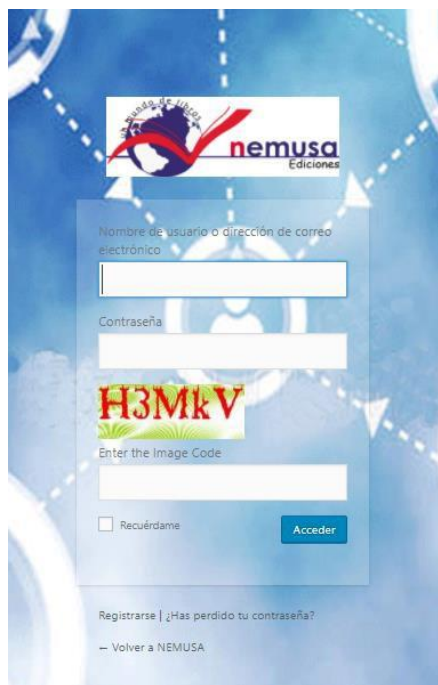 un mundo de libros
nemusa
Ediciones
Nombre de usuario o dirección de correo
electrónico
Contraseña
H3MkV
Enter the Image Code
Recuérdame
Acceder
Registrarse | ¿Has perdido tu contraseña?
← Volver a NEMUSA